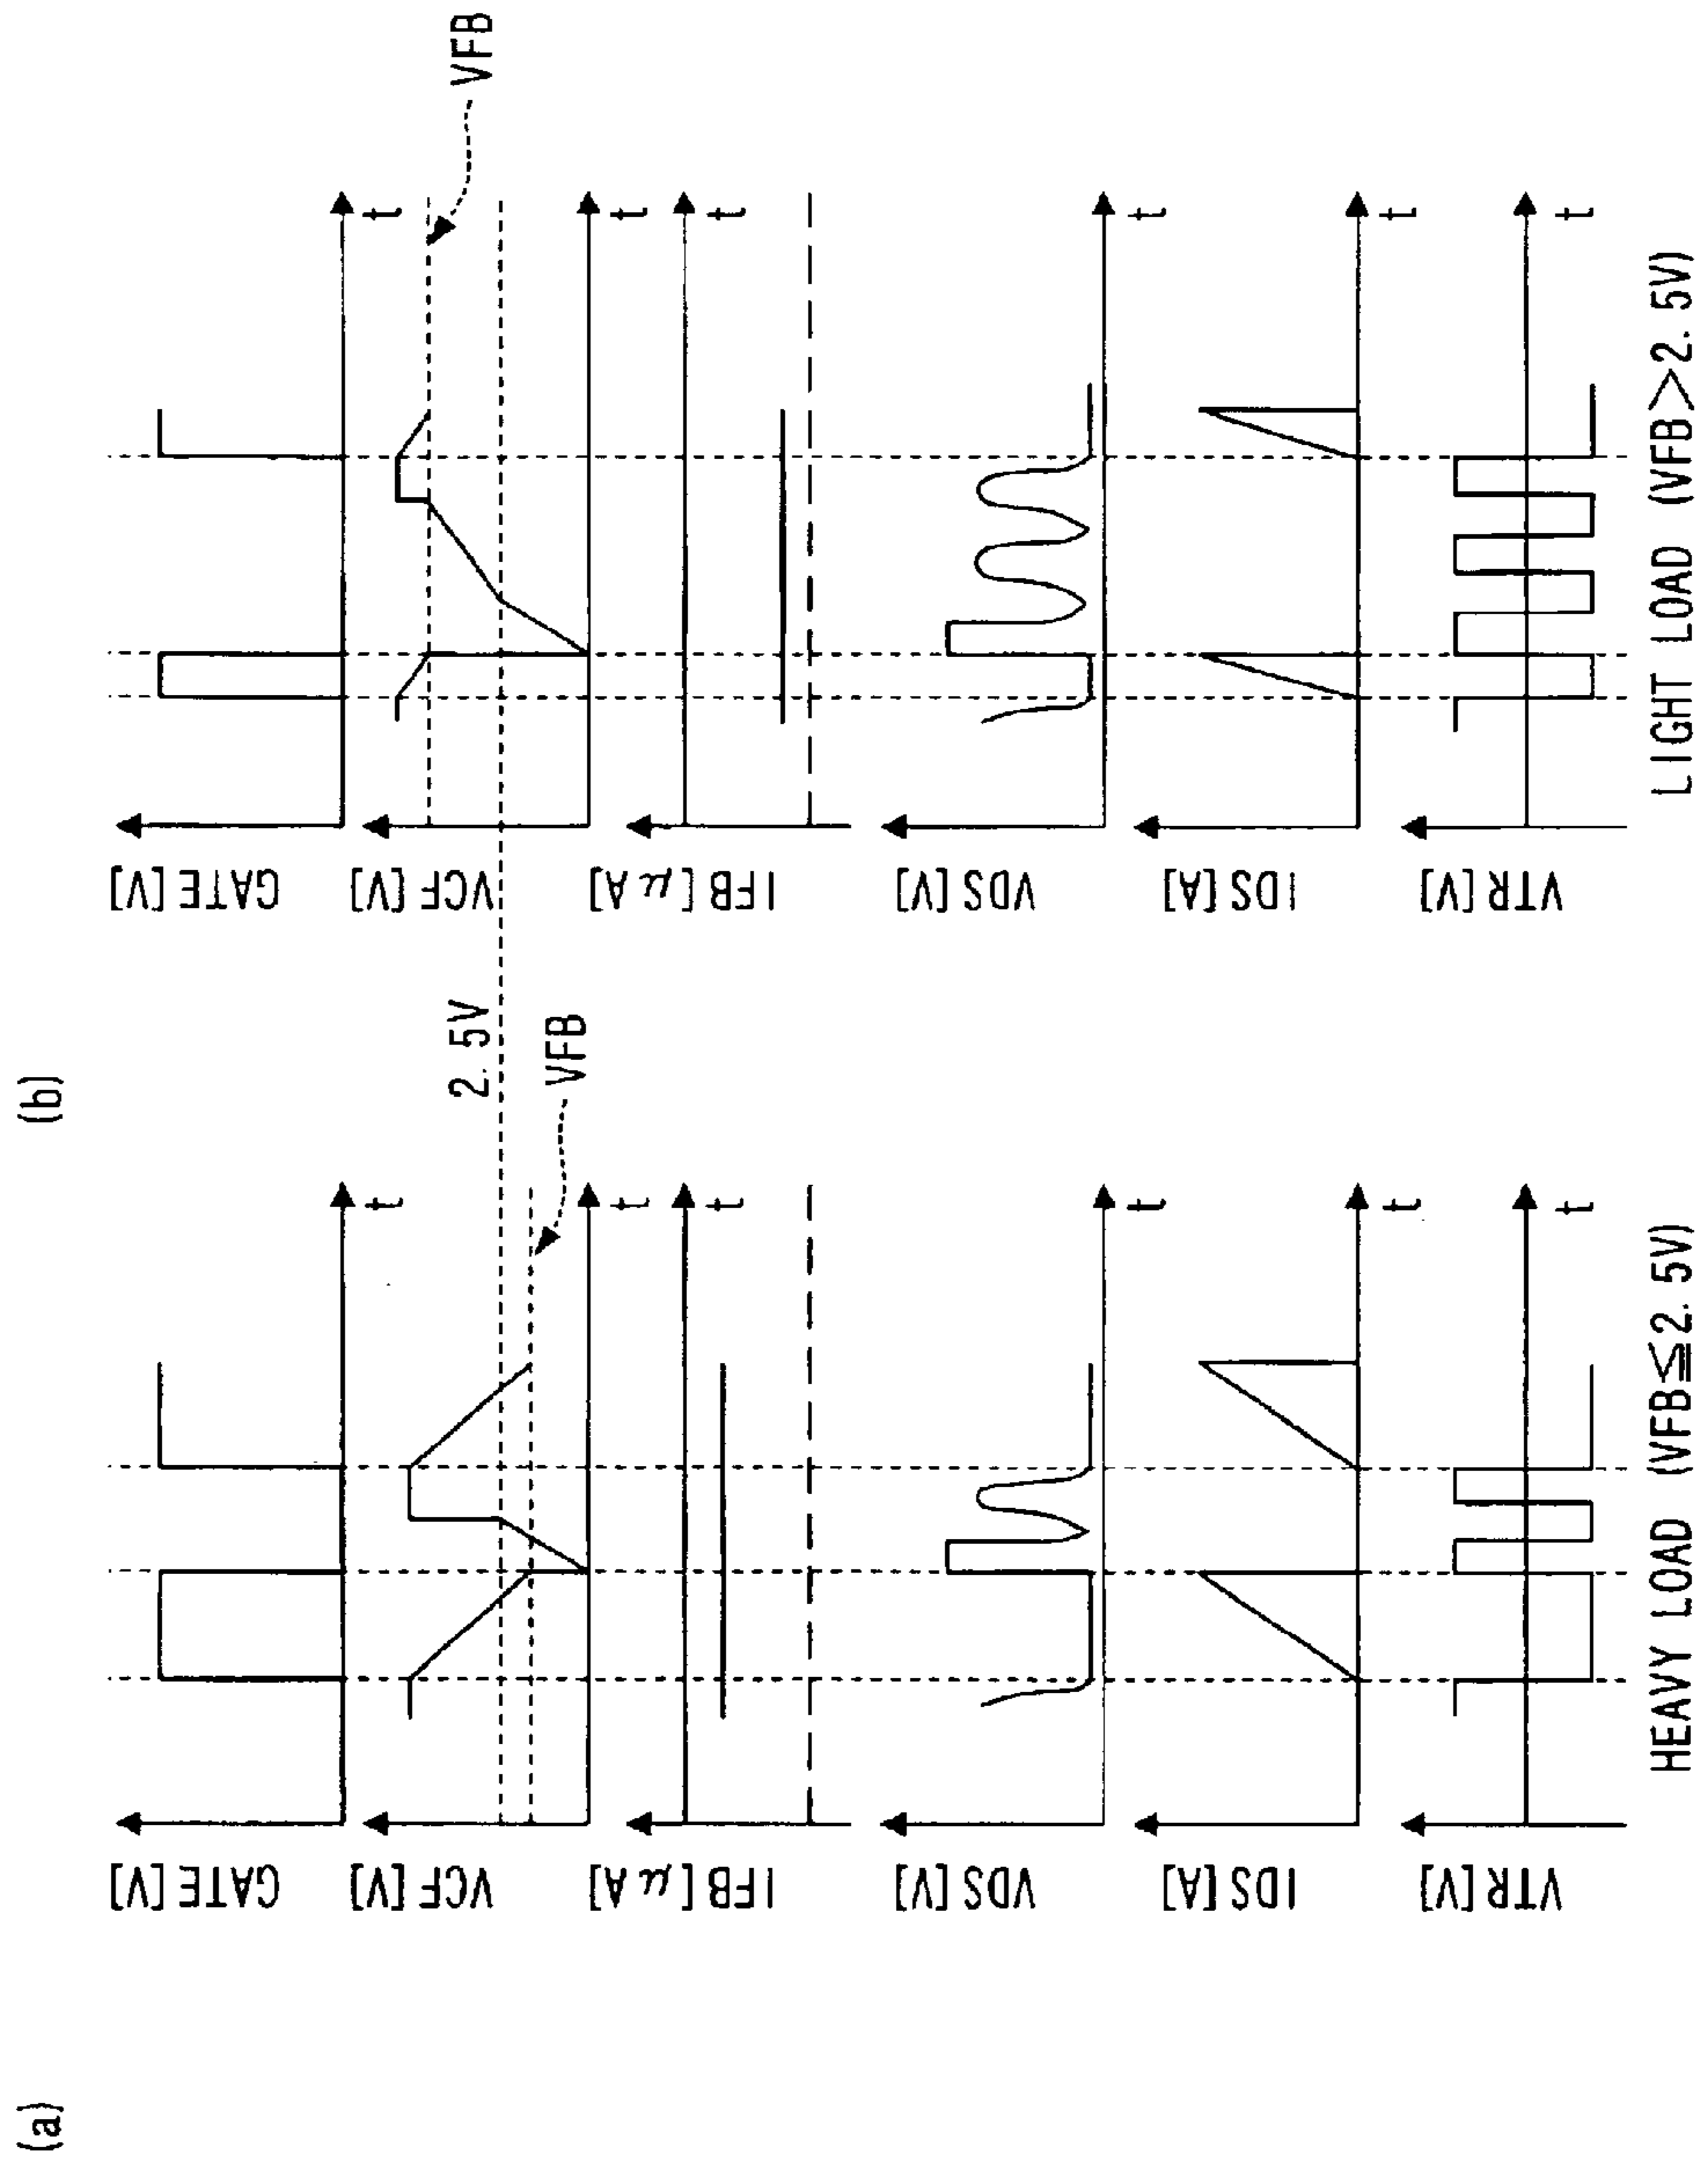 (a)
GATE [V]
t
VCF [V]
2. 5V
VFB
t
IFB [μA]
t
VDS [V]
t
IDS [A]
t
VTR [V]
t
HEAVY LOAD (VFB≦2. 5V)
(b)
GATE [V]
t
VCF [V]
VFB
t
IFB [μA]
t
VDS [V]
t
IDS [A]
t
VTR [V]
t
LIGHT LOAD (VFB>2. 5V)